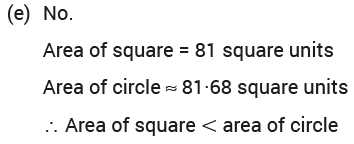 (e) No.
Area of square = 81 square units
Area of circle ≈ 81·68 square units
∴ Area of square < area of circle